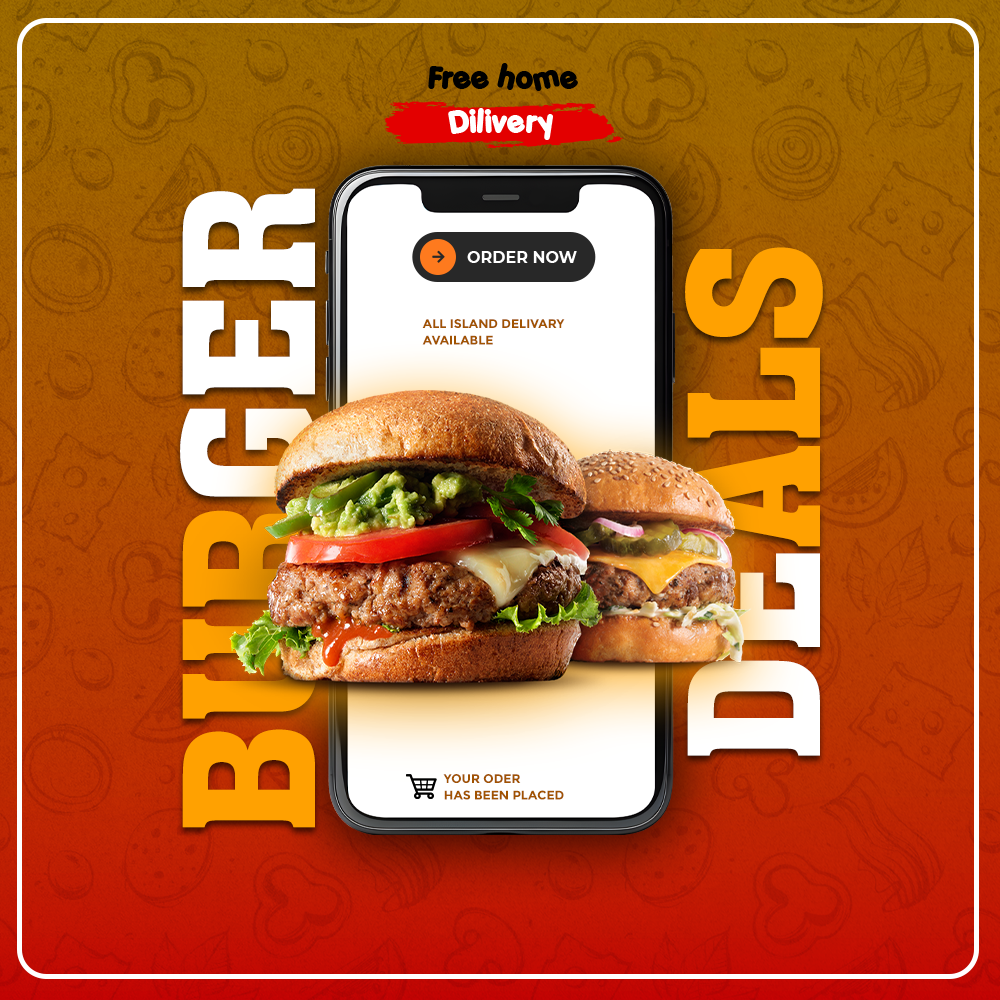 Free home
Dilivery
ORDER NOW
ALL ISLAND DELIVARY
AVAILABLE
BURGER
DEALS
YOUR ODER
HAS BEEN PLACED